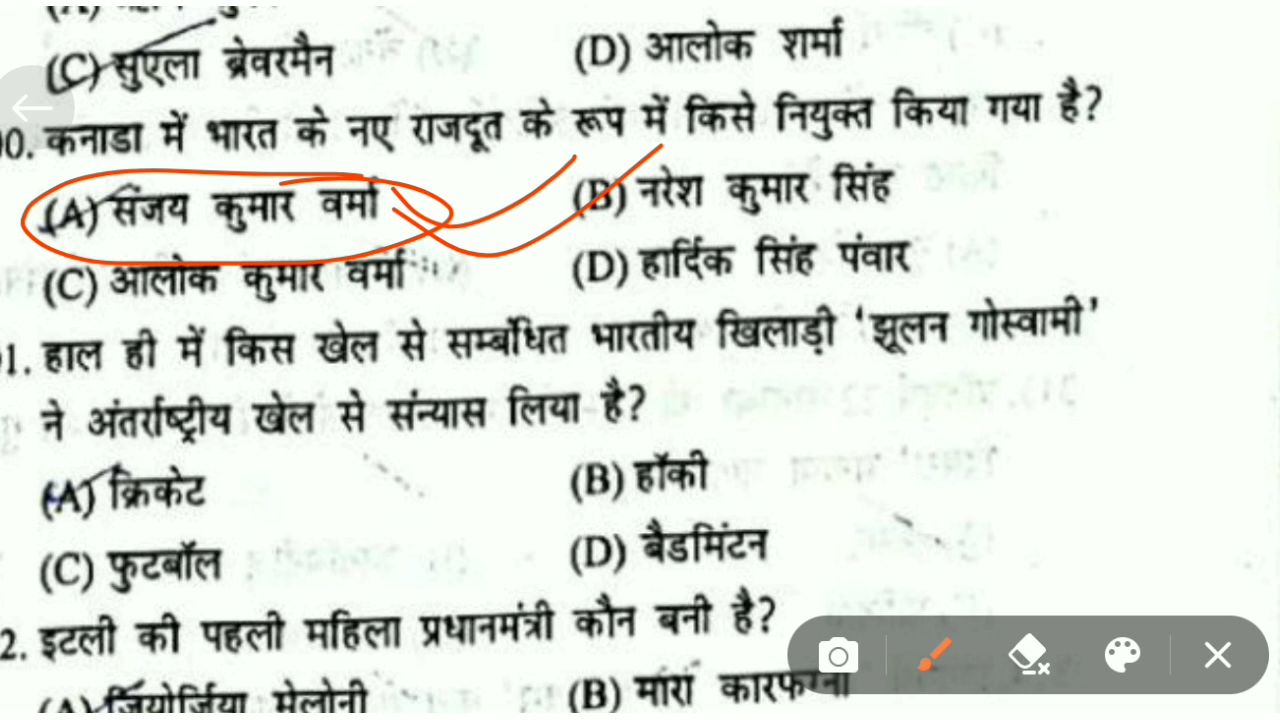 (C) सुएला ब्रेवरमैन (D) आलोक शर्मा
00. कनाडा में भारत के नए राजदूत के रूप में किसे नियुक्त किया गया है?
(A) संजय कुमार वर्मा (B) नरेश कुमार सिंह
(C) आलोक कुमार वर्मा (D) हार्दिक सिंह पंवार
1. हाल ही में किस खेल से सम्बंधित भारतीय खिलाड़ी 'झूलन गोस्वामी'
ने अंतर्राष्ट्रीय खेल से संन्यास लिया है?
(A) क्रिकेट (B) हॉकी
(C) फुटबॉल (D) बैडमिंटन
2. इटली की पहली महिला प्रधानमंत्री कौन बनी है?
(A) जियोर्जिया मेलोनी (B) मारा